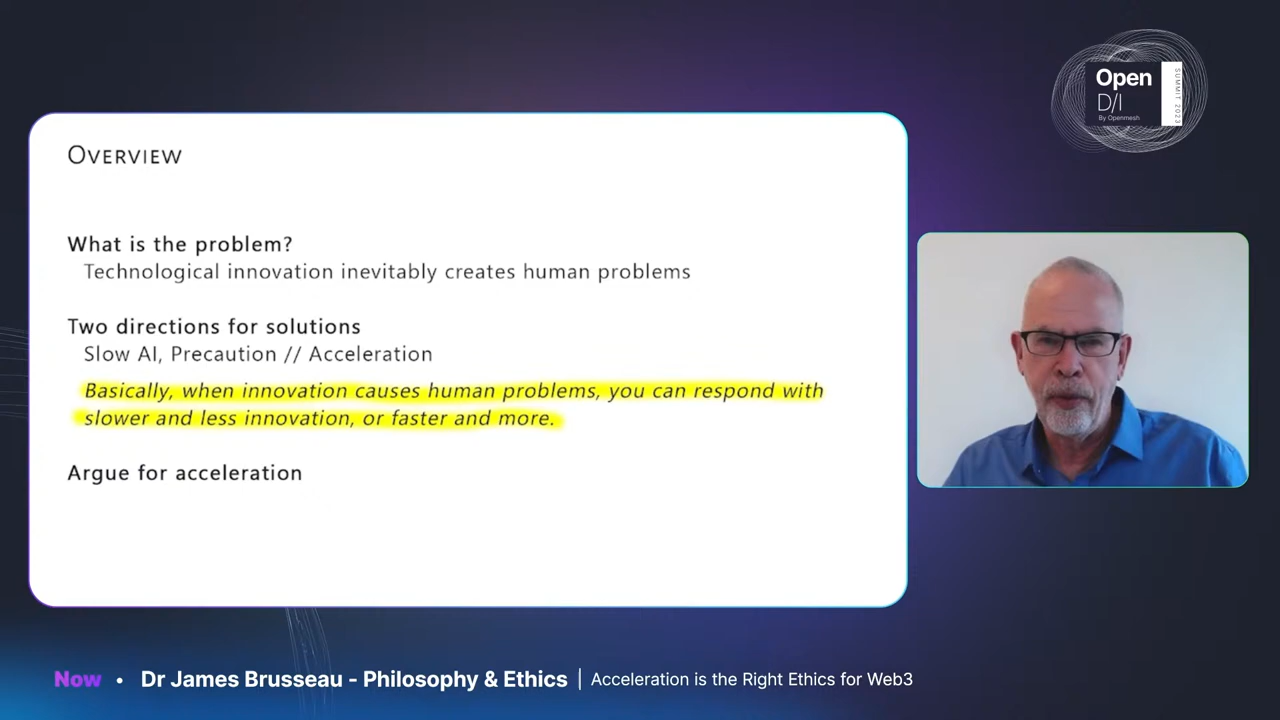 Open
D/I
By Openmesh
SUMMIT 2023
OVERVIEW
What is the problem?
Technological innovation inevitably creates human problems
Two directions for solutions
Slow AI, Precaution // Acceleration
Basically, when innovation causes human problems, you can respond with
slower and less innovation, or faster and more.
Argue for acceleration
Now • Dr James Brusseau - Philosophy & Ethics | Acceleration is the Right Ethics for Web3